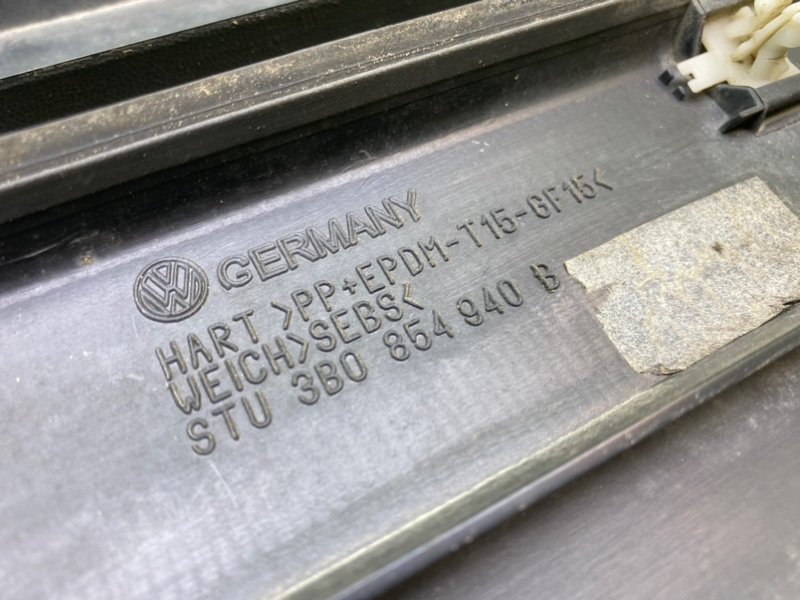 GERMANY
HART >PP+EPDM-T15-GF15<
WEICH>SEBS<
STU 3B0 854 940 B